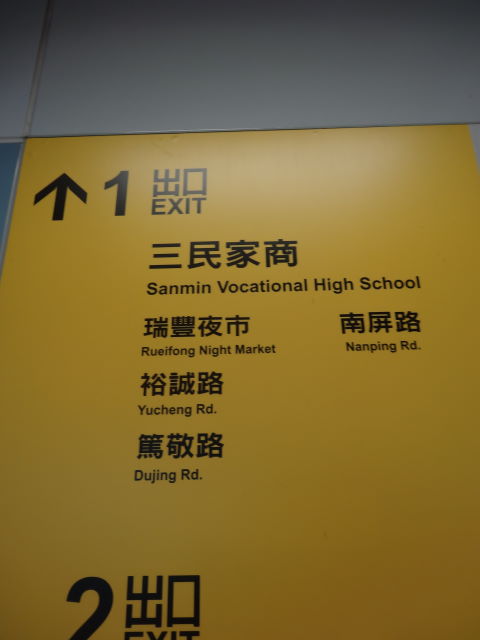 ↑ 1 出口
EXIT
三民家商
Sanmin Vocational High School
瑞豐夜市 南屏路
Rueifong Night Market Nanping Rd.
裕誠路
Yucheng Rd.
篤敬路
Dujing Rd.
2 出口
EXIT